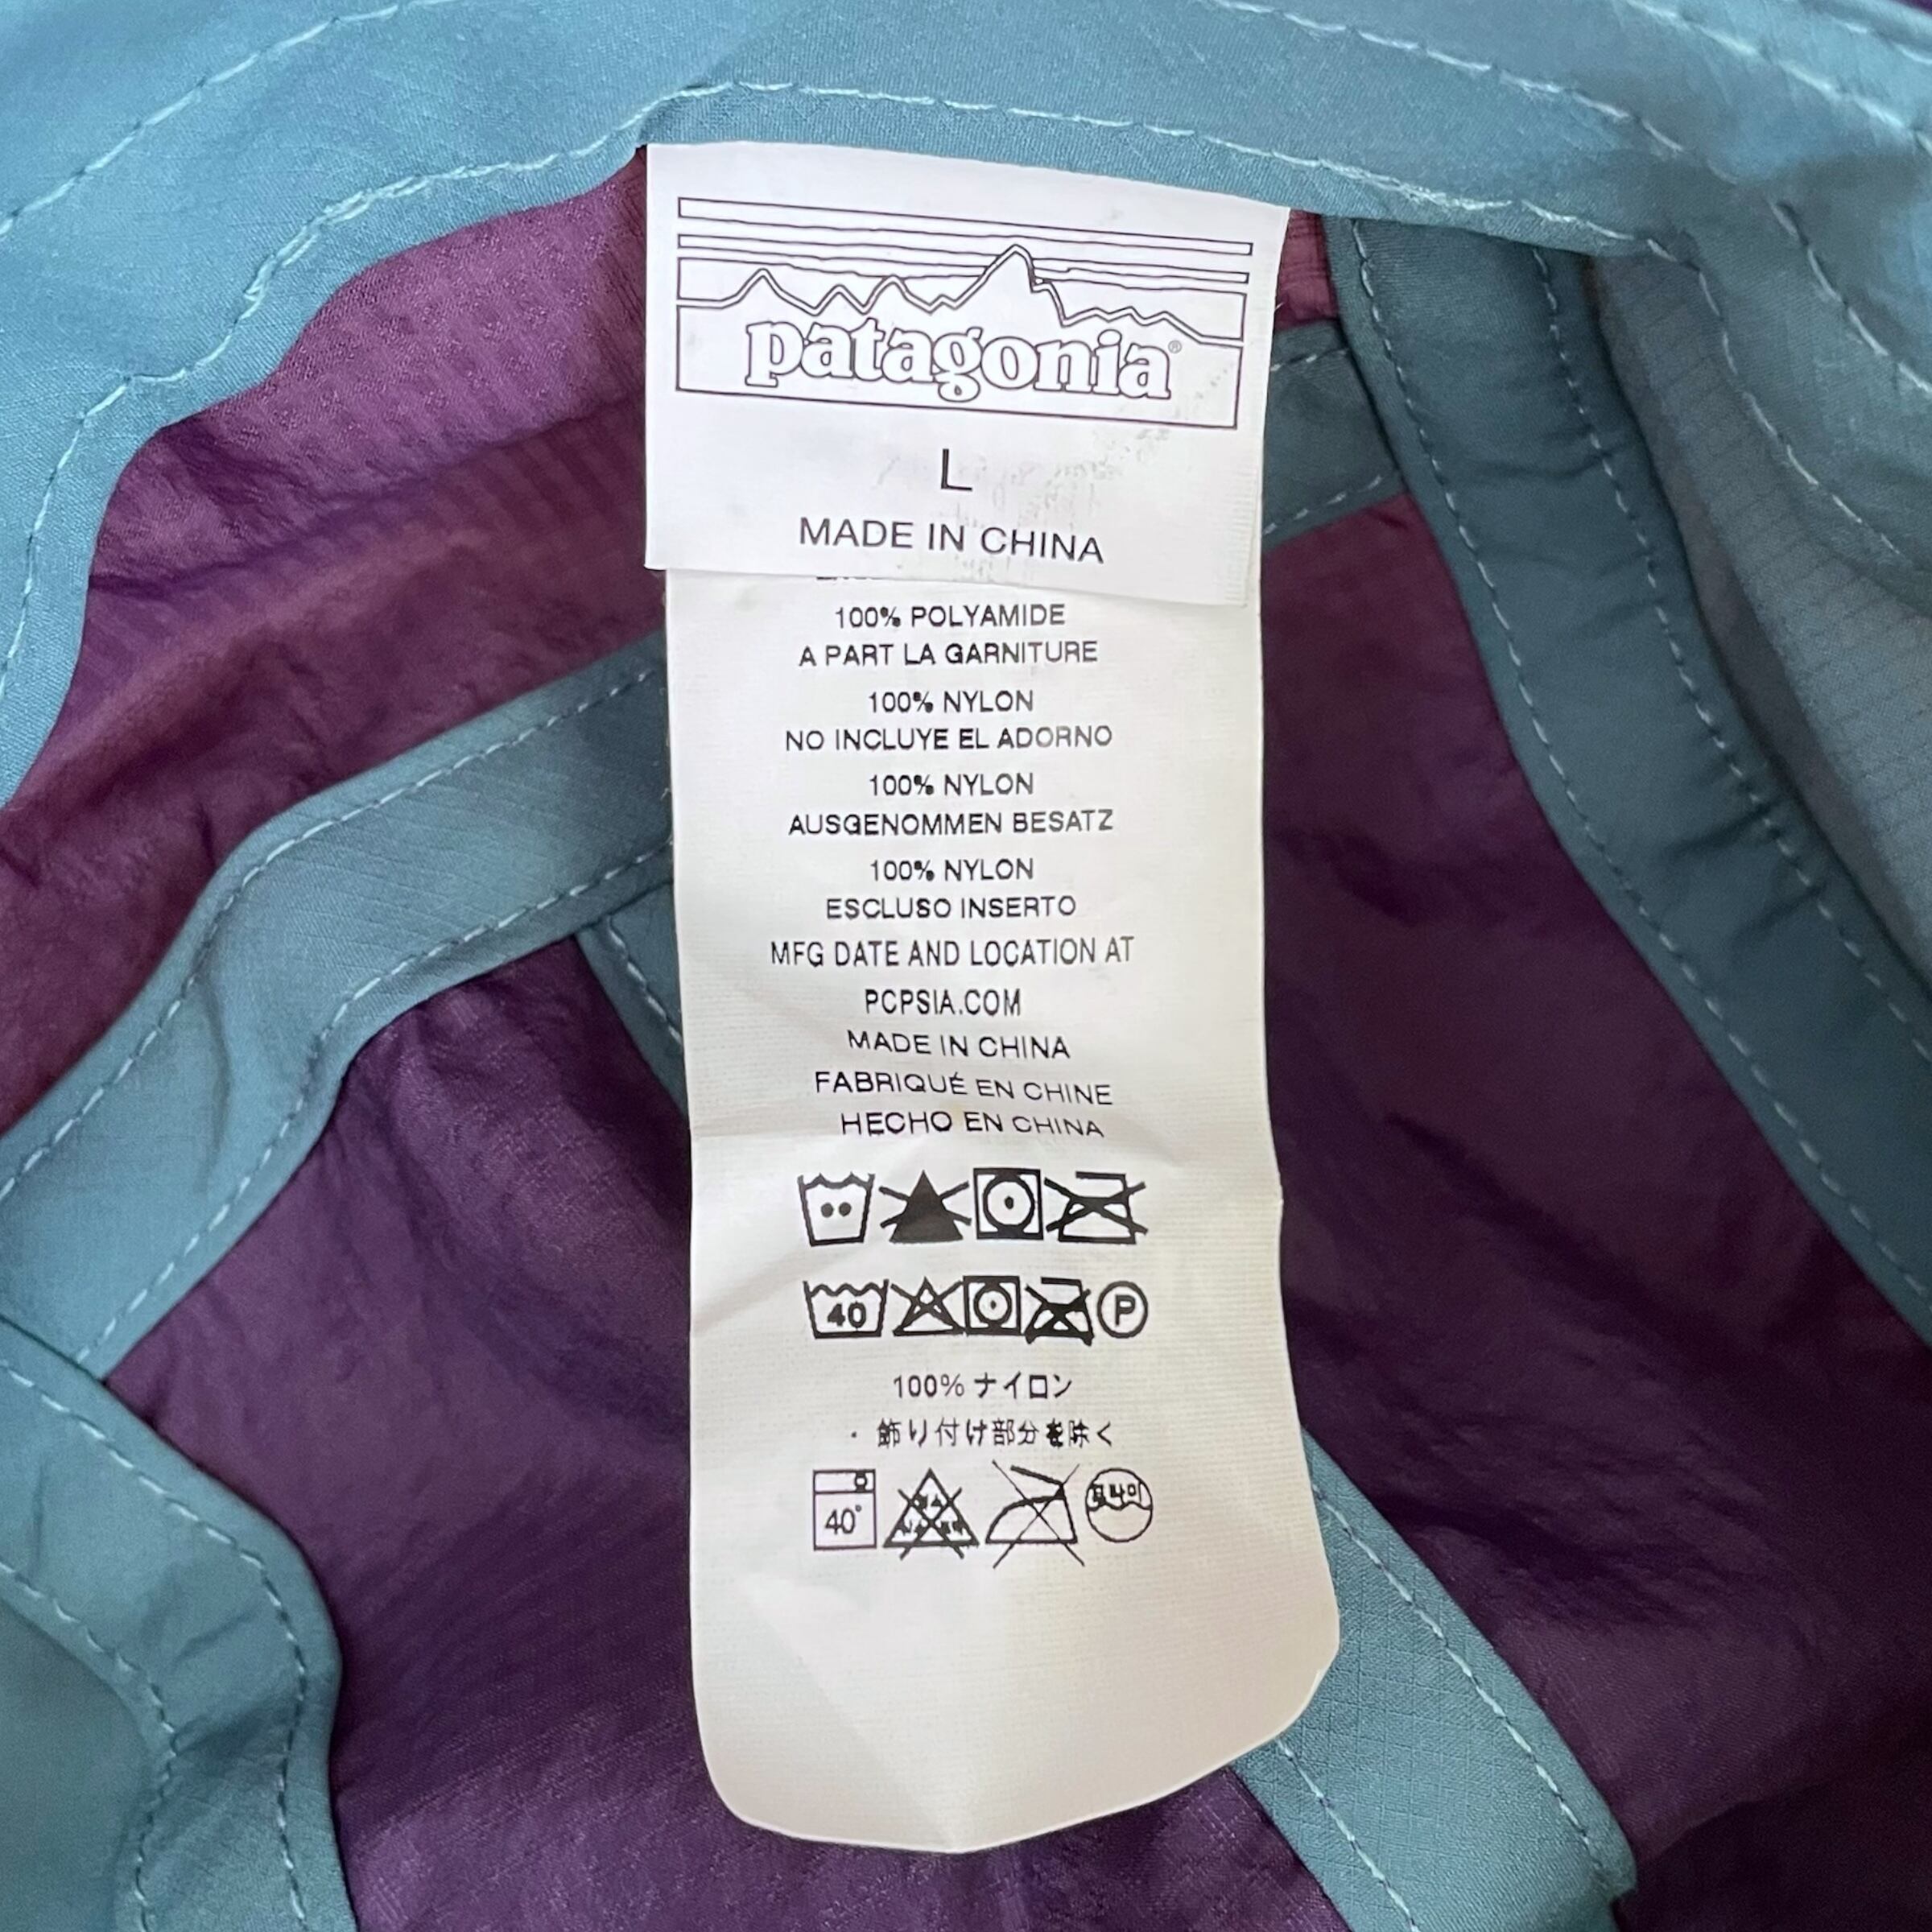 patagonia®
L
MADE IN CHINA
100% POLYAMIDE
A PART LA GARNITURE
100% NYLON
NO INCLUYE EL ADORNO
100% NYLON
AUSGENOMMEN BESATZ
100% NYLON
ESCLUSO INSERTO
MFG DATE AND LOCATION AT
PCPSIA.COM
MADE IN CHINA
FABRIQUÉ EN CHINE
HECHO EN CHINA
40 P
100% ナイロン
・飾り付け部分を除く
40°